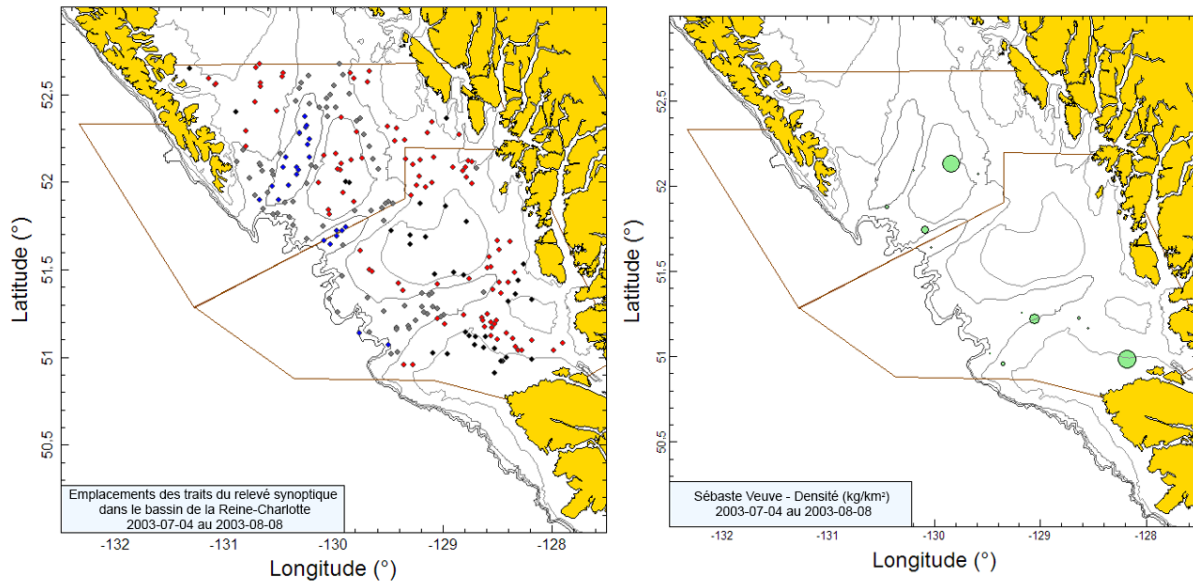 52.5
52
51.5
51
50.5
Latitude (°)
Emplacements des traits du relevé synoptique
dans le bassin de la Reine-Charlotte
2003-07-04 au 2003-08-08
-132
-131
-130
-129
-128
Longitude (°)
52.5
52
51.5
51
50.5
Latitude (°)
Sébaste Veuve - Densité (kg/km²)
2003-07-04 au 2003-08-08
-132
-131
-130
-129
-128
Longitude (°)